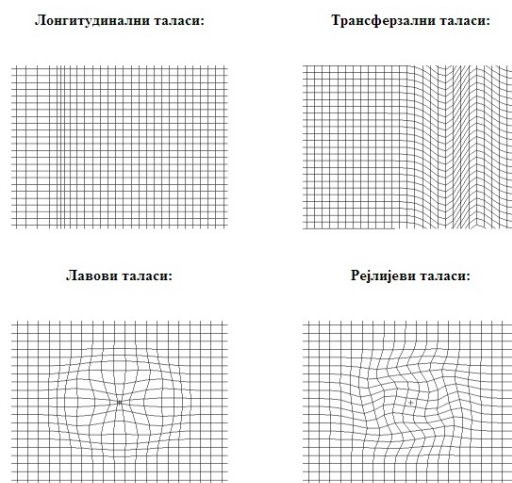 Лонгитудинални таласи:
Трансферзални таласи:
Лавови таласи:
Рејлијеви таласи: